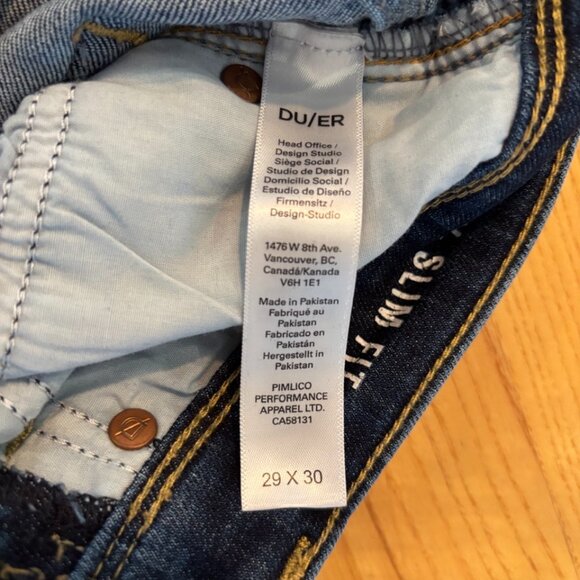 DU/ER
Head Office /
Design Studio
Siège Social /
Studio de Design
Domicilio Social /
Estudio de Diseño
Firmensitz /
Design-Studio
1476 W 8th Ave.
Vancouver, BC,
Canadá/Kanada
V6H 1E1
Made in Pakistan
Fabriqué au
Pakistan
Fabricado en
Pakistán
Hergestellt in
Pakistan
PIMLICO
PERFORMANCE
APPAREL LTD.
CA58131
29 X 30
SLIM FIT